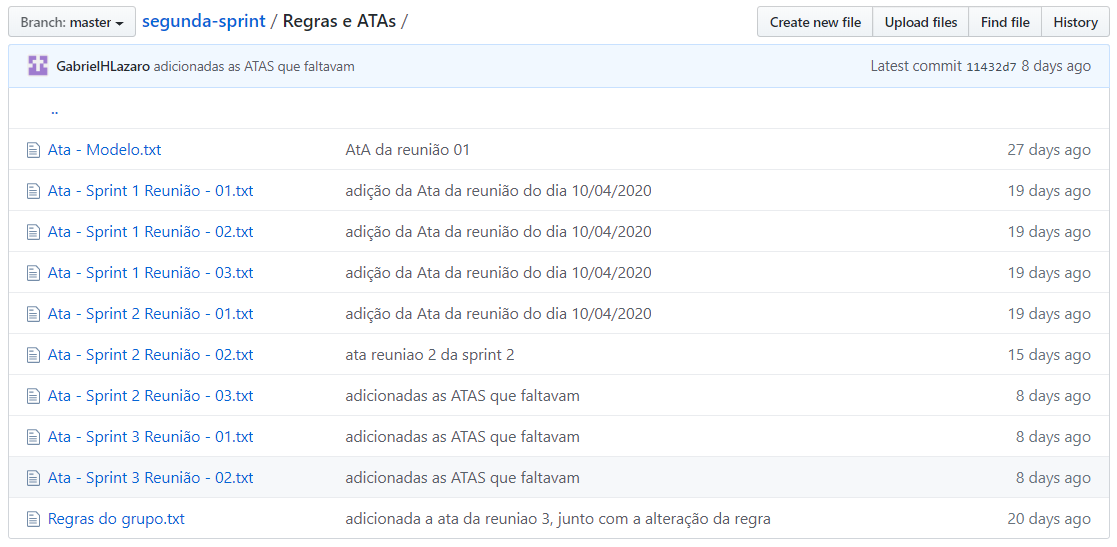 Branch: master segunda-sprint / Regras e ATAs / Create new file Upload files Find file History
GabrielHLazaro adicionadas as ATAS que faltavam Latest commit 11432d7 8 days ago
..
Ata - Modelo.txt AtA da reunião 01 27 days ago
Ata - Sprint 1 Reunião - 01.txt adição da Ata da reunião do dia 10/04/2020 19 days ago
Ata - Sprint 1 Reunião - 02.txt adição da Ata da reunião do dia 10/04/2020 19 days ago
Ata - Sprint 1 Reunião - 03.txt adição da Ata da reunião do dia 10/04/2020 19 days ago
Ata - Sprint 2 Reunião - 01.txt adição da Ata da reunião do dia 10/04/2020 19 days ago
Ata - Sprint 2 Reunião - 02.txt ata reuniao 2 da sprint 2 15 days ago
Ata - Sprint 2 Reunião - 03.txt adicionadas as ATAS que faltavam 8 days ago
Ata - Sprint 3 Reunião - 01.txt adicionadas as ATAS que faltavam 8 days ago
Ata - Sprint 3 Reunião - 02.txt adicionadas as ATAS que faltavam 8 days ago
Regras do grupo.txt adicionada a ata da reuniao 3, junto com a alteração da regra 20 days ago